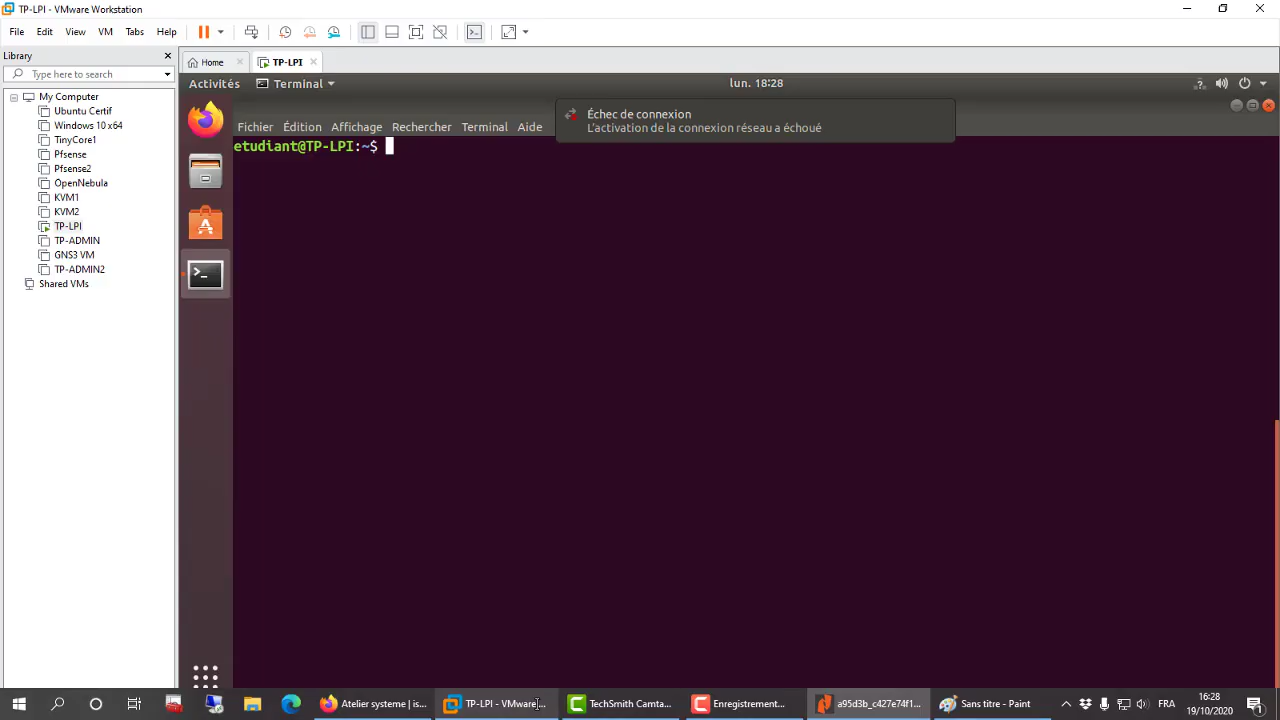 TP-LPI - VMware Workstation
File Edit View VM Tabs Help
Library
Type here to search
My Computer
Ubuntu Certif
Windows 10 x64
TinyCore1
Pfsense
Pfsense2
OpenNebula
KVM1
KVM2
TP-LPI
TP-ADMIN
GNS3 VM
TP-ADMIN2
Shared VMs
Home TP-LPI
Activités Terminal lun. 18:28
Échec de connexion
L'activation de la connexion réseau a échoué
Fichier Édition Affichage Rechercher Terminal Aide
etudiant@TP-LPI:~$
Atelier systeme | is... TP-LPI - VMware... TechSmith Camta... Enregistrement... a95d3b_c427e74f1... Sans titre - Paint FRA
16:28
19/10/2020